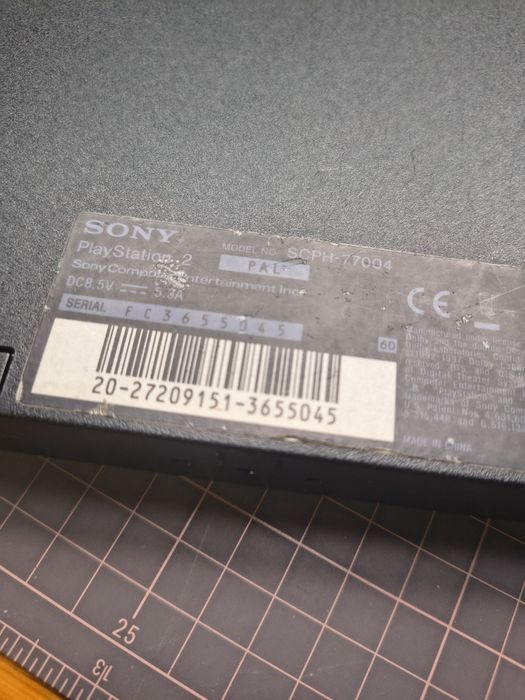 SONY
PlayStation 2
MODEL NO. SCPH-77004
PAL
Sony Computer Entertainment Inc.
DC8.5V 5.3A
SERIAL FC3655045
60
20-27209151-3655045
CE
MADE IN CHINA
25
13